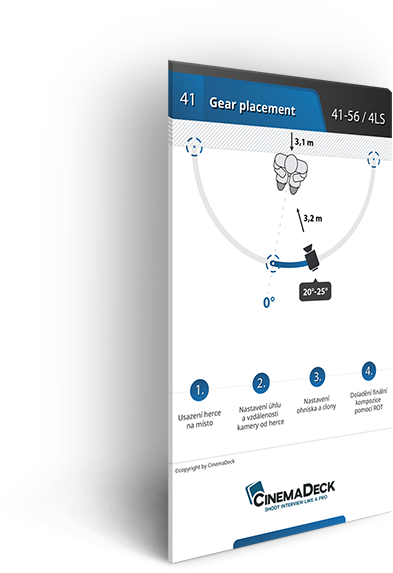 41 Gear placement 41-56 / 4LS
3,1 m
3,2 m
20°-25°
0°
1. 2. 3. 4.
Usazení herce
na místo
Nastavení úhlu
a vzdálenosti
kamery od herce
Nastavení
ohniska a clony
Doladění finální
kompozice
pomocí ROT
©copyright by CinemaDeck
CINEMADECK
SHOOT INTERVIEW LIKE A PRO